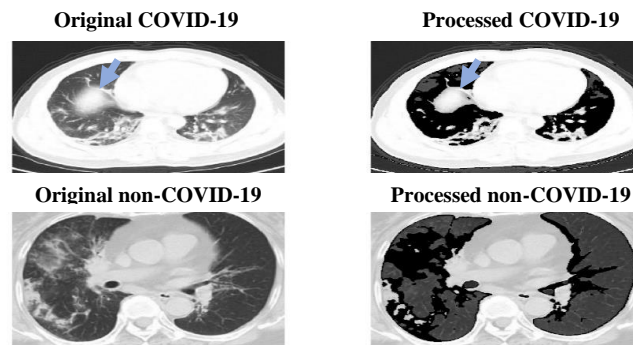 Original COVID-19
Processed COVID-19
Original non-COVID-19
Processed non-COVID-19